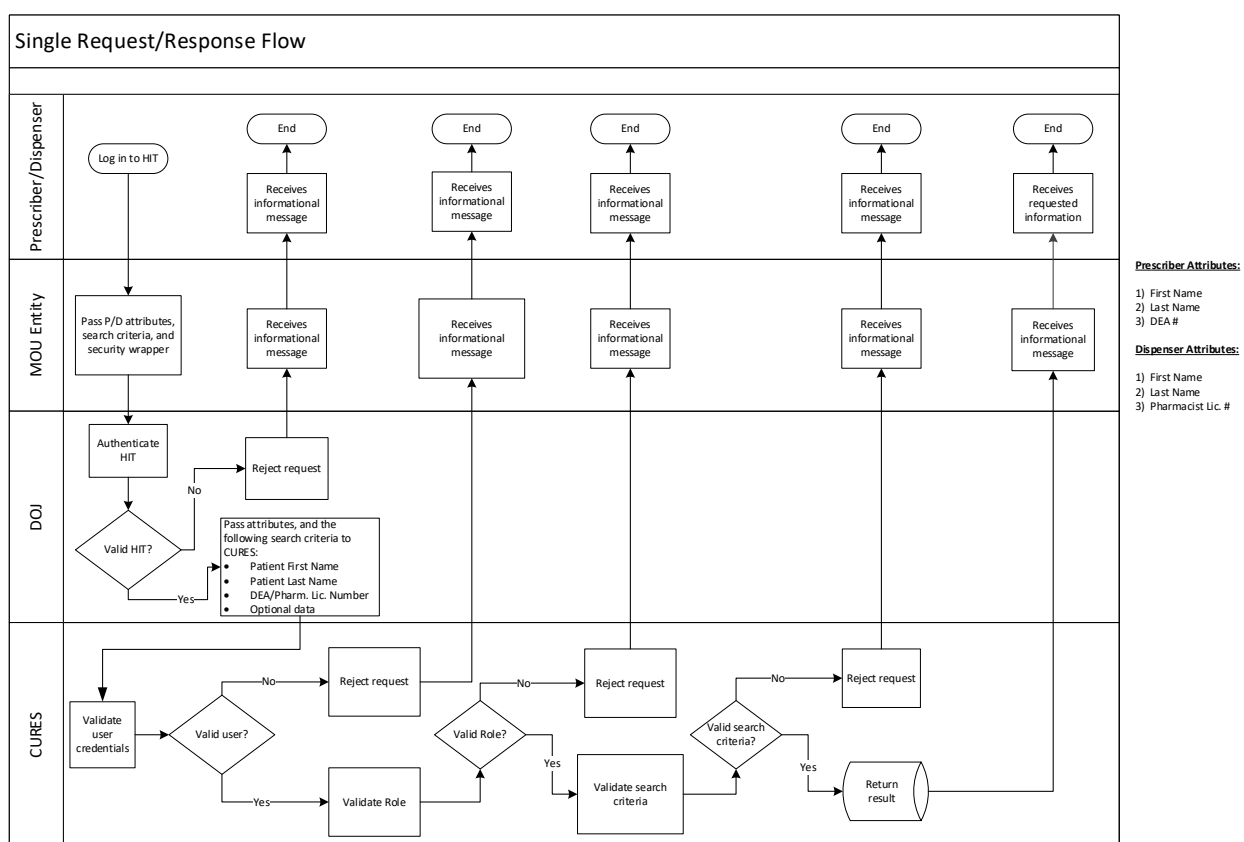 Single Request/Response Flow
Prescriber/Dispenser
Log in to HIT
End
End
End
End
End
Receives
informational
message
Receives
informational
message
Receives
informational
message
Receives
informational
message
Receives
requested
information
MOU Entity
Pass P/D attributes,
search criteria, and
security wrapper
Receives
informational
message
Receives
informational
message
Receives
informational
message
Receives
informational
message
Receives
informational
message
DOJ
Authenticate
HIT
Reject request
No
Valid HIT?
Yes
Pass attributes, and the
following search criteria to
CURES:
• Patient First Name
• Patient Last Name
• DEA/Pharm. Lic. Number
• Optional data
CURES
Validate
user
credentials
Valid user?
No
Reject request
Yes
Validate Role
Valid Role?
No
Reject request
Yes
Validate search
criteria
Valid search
criteria?
No
Reject request
Yes
Return
result
Prescriber Attributes:
1) First Name
2) Last Name
3) DEA #
Dispenser Attributes:
1) First Name
2) Last Name
3) Pharmacist Lic. #